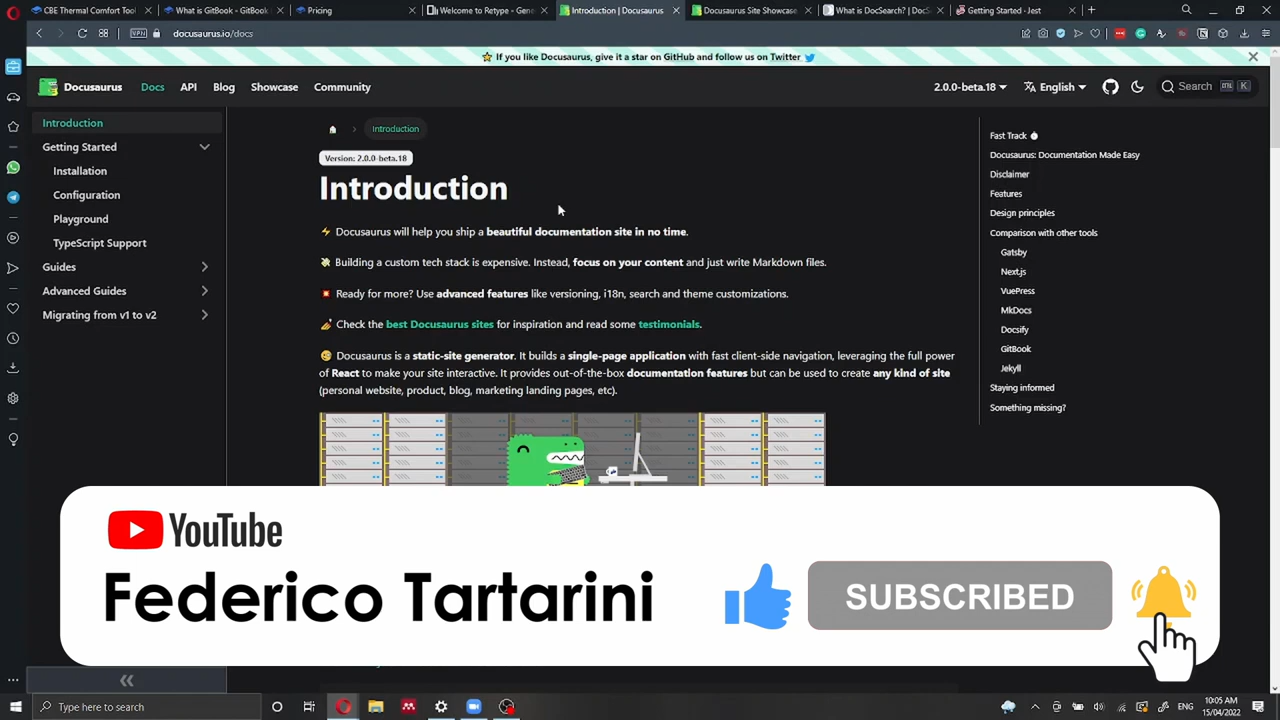 CBE Thermal Comfort Tool
What is GitBook - GitBook
Pricing
Welcome to Retype - Gener
Introduction | Docusaurus
Docusaurus Site Showcase
What is DocSearch? | DocS
Getting Started · Jest
VPN
docusaurus.io/docs
⭐ If you like Docusaurus, give it a star on GitHub and follow us on Twitter
Docusaurus
Docs
API
Blog
Showcase
Community
2.0.0-beta.18
English
Search
K
Introduction
Getting Started
Installation
Configuration
Playground
TypeScript Support
Guides
Advanced Guides
Migrating from v1 to v2
Introduction
Version: 2.0.0-beta.18
Introduction
⚡ Docusaurus will help you ship a beautiful documentation site in no time.
💸 Building a custom tech stack is expensive. Instead, focus on your content and just write Markdown files.
💥 Ready for more? Use advanced features like versioning, i18n, search and theme customizations.
💅 Check the best Docusaurus sites for inspiration and read some testimonials.
🧐 Docusaurus is a static-site generator. It builds a single-page application with fast client-side navigation, leveraging the full power
of React to make your site interactive. It provides out-of-the-box documentation features but can be used to create any kind of site
(personal website, product, blog, marketing landing pages, etc).
Fast Track ⏱️
Docusaurus: Documentation Made Easy
Disclaimer
Features
Design principles
Comparison with other tools
Gatsby
Next.js
VuePress
MkDocs
Docsify
GitBook
Jekyll
Staying informed
Something missing?
YouTube
Federico Tartarini
SUBSCRIBED
Type here to search
ENG
10:05 AM
15/04/2022